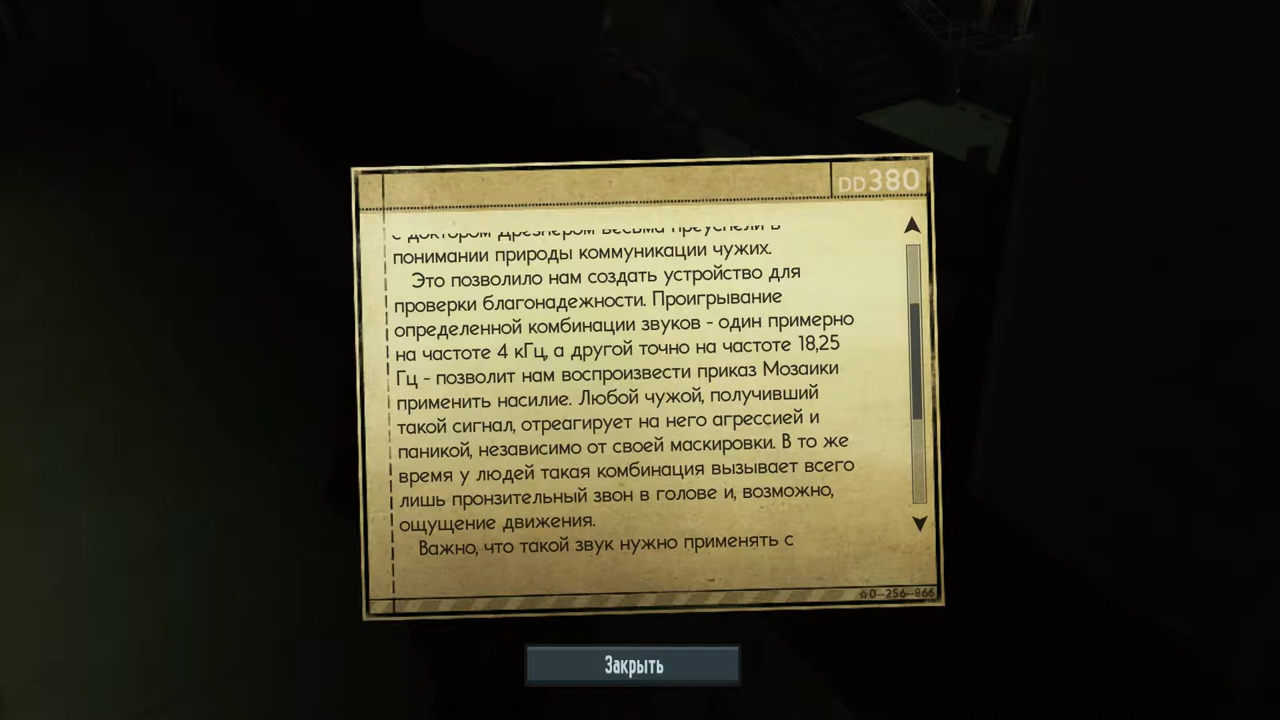 DD380
с доктором Дрезнером весьма преуспели в
понимании природы коммуникации чужих.
Это позволило нам создать устройство для
проверки благонадежности. Проигрывание
определенной комбинации звуков - один примерно
на частоте 4 кГц, а другой точно на частоте 18,25
Гц - позволит нам воспроизвести приказ Мозаики
применить насилие. Любой чужой, получивший
такой сигнал, отреагирует на него агрессией и
паникой, независимо от своей маскировки. В то же
время у людей такая комбинация вызывает всего
лишь пронзительный звон в голове и, возможно,
ощущение движения.
Важно, что такой звук нужно применять с
☆0-256-866
Закрыть